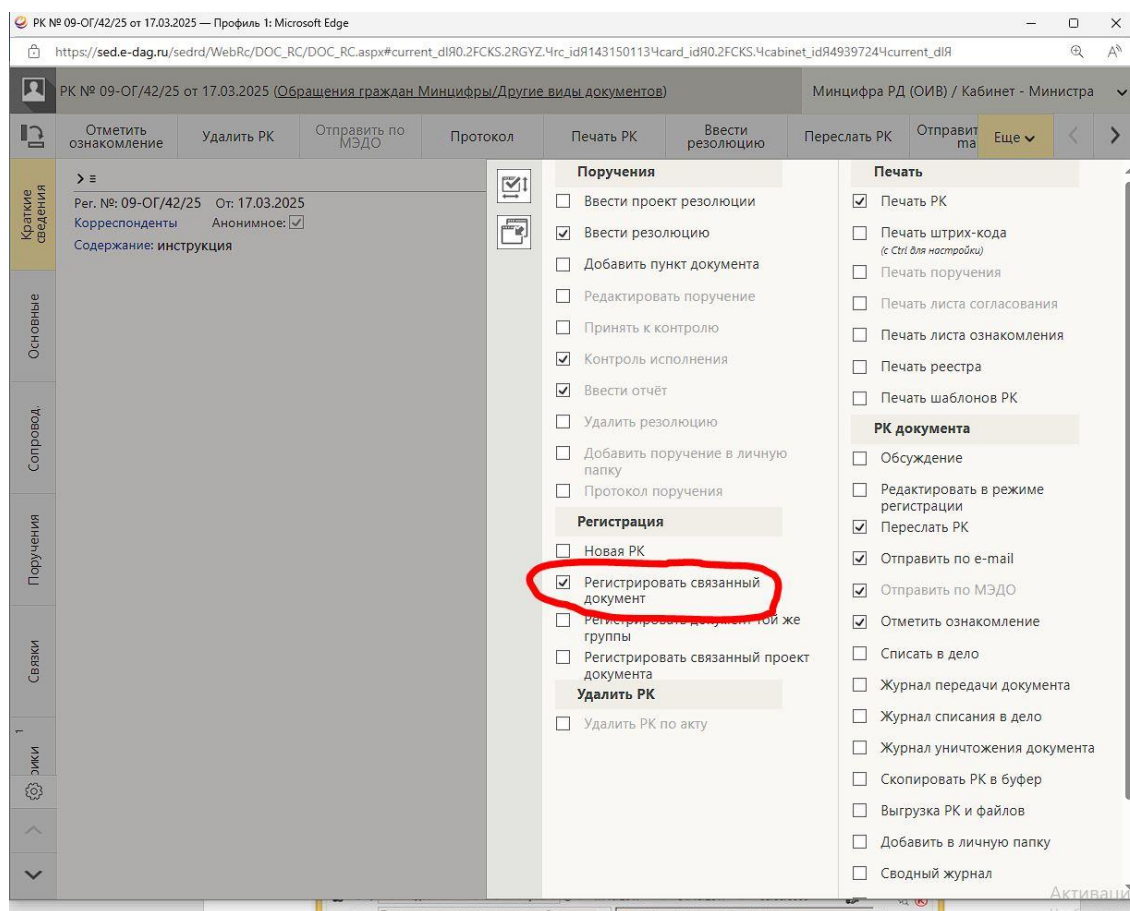 РК № 09-ОГ/42/25 от 17.03.2025 — Профиль 1: Microsoft Edge
https://sed.e-dag.ru/sedrd/WebRc/DOC_RC/DOC_RC.aspx#current_dlЯ0.2FCKS.2RGYZ.Чrc_idЯ143150113Чcard_idЯ0.2FCKS.Чcabinet_idЯ4939724Чcurrent_dlЯ
РК № 09-ОГ/42/25 от 17.03.2025 (Обращения граждан Минцифры/Другие виды документов)
Минцифра РД (ОИВ) / Кабинет - Министра
Отметить
ознакомление
Удалить РК
Отправить по
МЭДО
Протокол
Печать РК
Ввести
резолюцию
Переслать РК
Отправит
ma
Еще
Краткие
сведения
Основные
Сопровод.
Поручения
Связки
1
рики
Рег. №: 09-ОГ/42/25 От: 17.03.2025
Корреспонденты Анонимное:
Содержание: инструкция
Поручения
Ввести проект резолюции
Ввести резолюцию
Добавить пункт документа
Редактировать поручение
Принять к контролю
Контроль исполнения
Ввести отчёт
Удалить резолюцию
Добавить поручение в личную
папку
Протокол поручения
Регистрация
Новая РК
Регистрировать связанный
документ
Регистрировать документ той же
группы
Регистрировать связанный проект
документа
Удалить РК
Удалить РК по акту
Печать
Печать РК
Печать штрих-кода
(с Ctrl для настройки)
Печать поручения
Печать листа согласования
Печать листа ознакомления
Печать реестра
Печать шаблонов РК
РК документа
Обсуждение
Редактировать в режиме
регистрации
Переслать РК
Отправить по e-mail
Отправить по МЭДО
Отметить ознакомление
Списать в дело
Журнал передачи документа
Журнал списания в дело
Журнал уничтожения документа
Скопировать РК в буфер
Выгрузка РК и файлов
Добавить в личную папку
Сводный журнал
Активаци